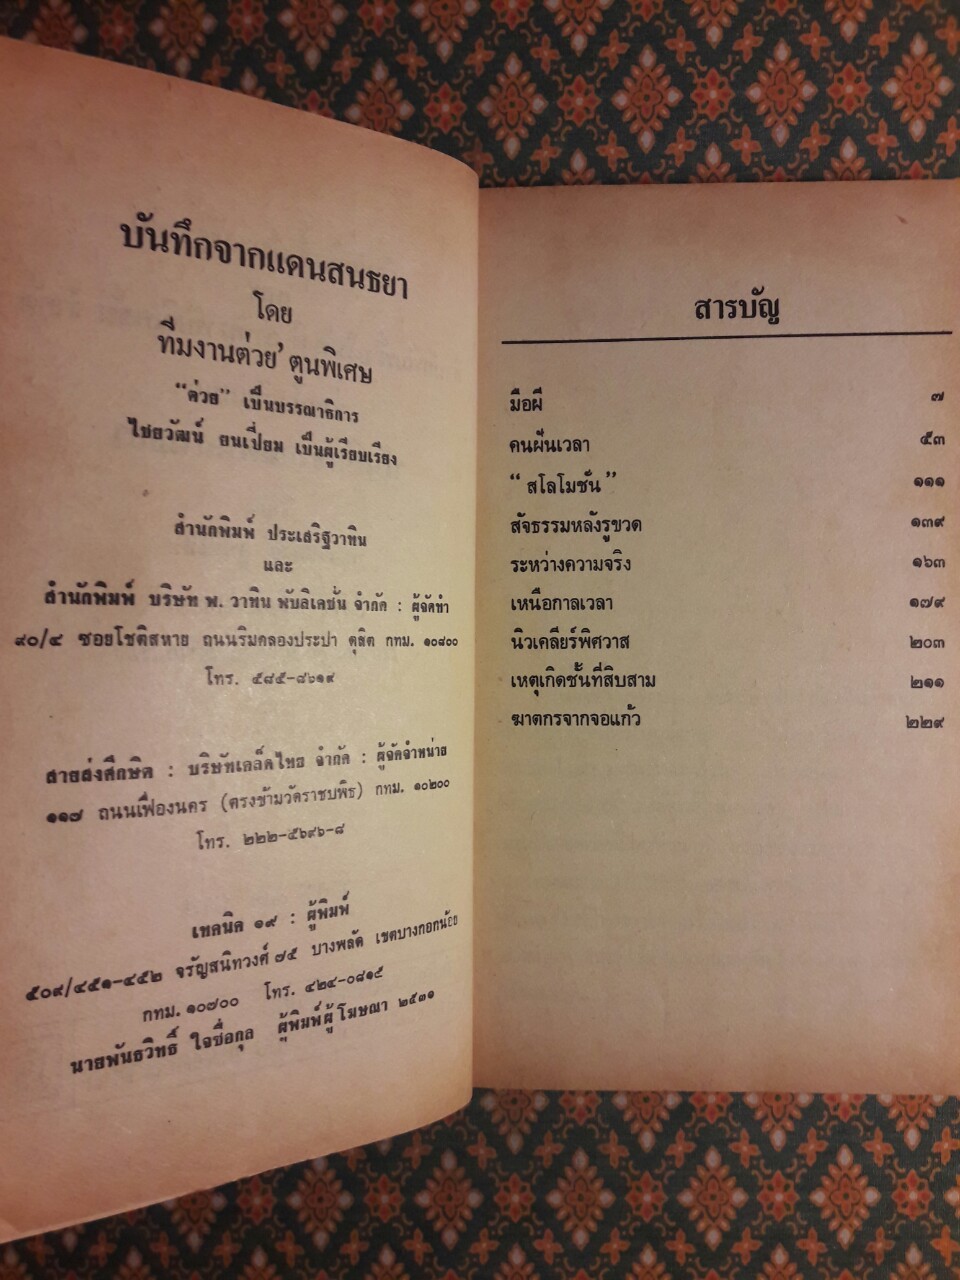 บันทึกจากแดนสนธยา
โดย
ทีมงานต่วย'ตูนพิเศษ
"ต่วย" เป็นบรรณาธิการ
ไชยวัฒน์ ยนเปี่ยม เป็นผู้เรียบเรียง
สำนักพิมพ์ ประเสริฐวาทิน
และ
สำนักพิมพ์ บริษัท พ. วาทิน พับลิเคชั่น จำกัด : ผู้จัดทำ
๙๐/๔ ซอยโชติสหาย ถนนริมคลองประปา ดุสิต กทม. ๑๐๘๐๐
โทร. ๕๘๕-๘๖๑๙
สายส่งศึกษิต : บริษัทเคล็ดไทย จำกัด : ผู้จัดจำหน่าย
๑๑๗ ถนนเฟื่องนคร (ตรงข้ามวัดราชบพิธ) กทม. ๑๐๒๐๐
โทร. ๒๒๒-๕๖๙๖-๘
เทคนิค ๑๙ : ผู้พิมพ์
๕๐๙/๔๕๑-๔๕๒ จรัญสนิทวงศ์ ๗๕ บางพลัด เขตบางกอกน้อย
กทม. ๑๐๗๐๐ โทร. ๔๒๔-๐๘๑๕
นายพันธวิทธิ์ ใจซื่อกุล ผู้พิมพ์ผู้โฆษณา ๒๕๓๑
สารบัญ
มือผี ๗
คนฝันเวลา ๕๓
" สโลโมชั่น " ๑๑๑
สัจธรรมหลังรูขวด ๑๓๙
ระหว่างความจริง ๑๖๓
เหนือกาลเวลา ๑๗๙
นิวเคลียร์พิศวาส ๒๐๓
เหตุเกิดชั้นที่สิบสาม ๒๑๑
ฆาตกรจากจอแก้ว ๒๒๙